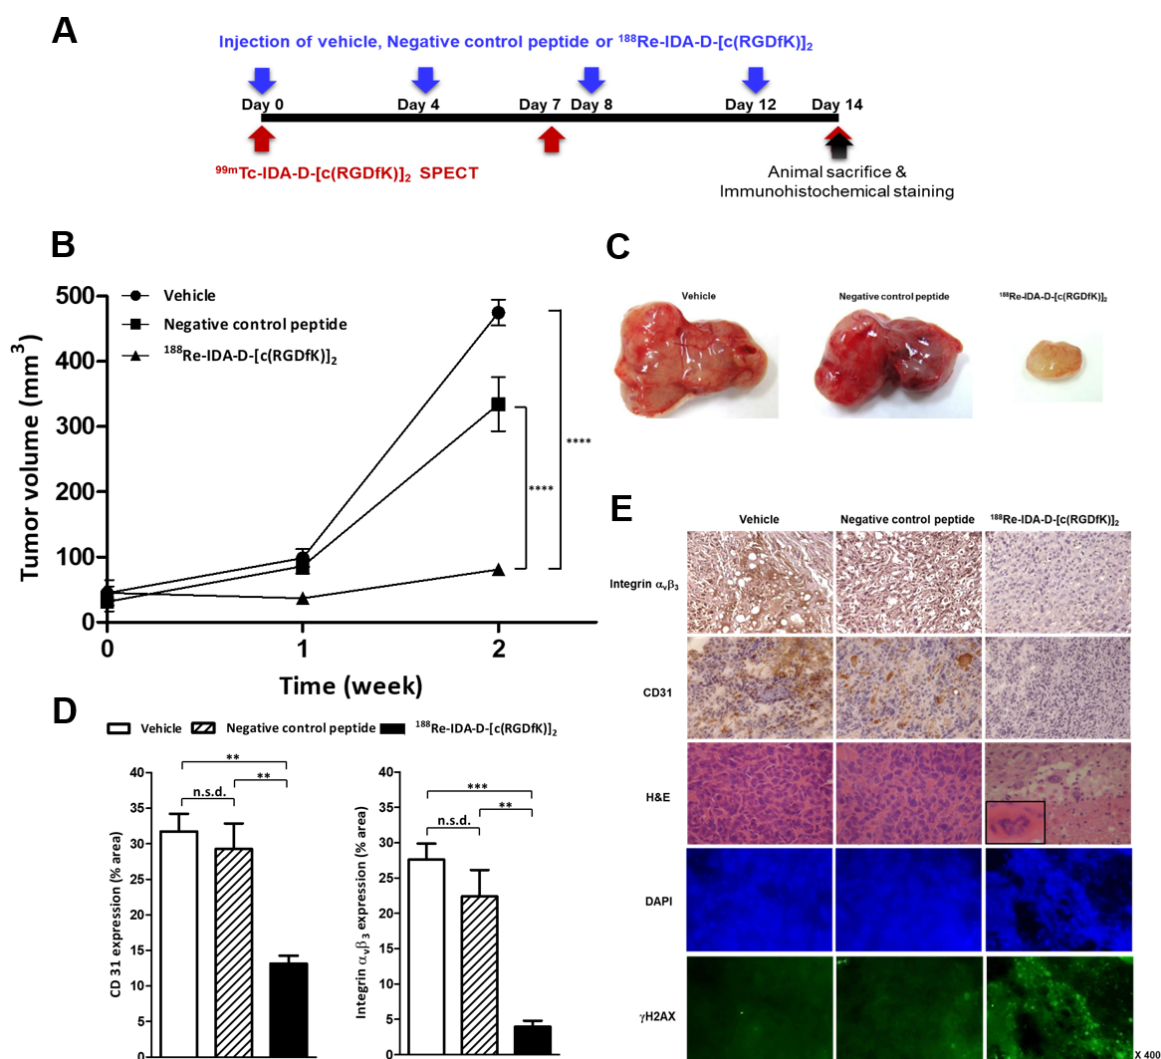 A
Injection of vehicle, Negative control peptide or ¹⁸⁸Re-IDA-D-[c(RGDfK)]₂
Day 0 Day 4 Day 7 Day 8 Day 12 Day 14
⁹⁹ᵐTc-IDA-D-[c(RGDfK)]₂ SPECT
Animal sacrifice &
Immunohistochemical staining
B
Vehicle
Negative control peptide
¹⁸⁸Re-IDA-D-[c(RGDfK)]₂
Tumor volume (mm³)
500
400
300
200
100
0
****
****
0 1 2
Time (week)
C
Vehicle Negative control peptide ¹⁸⁸Re-IDA-D-[c(RGDfK)]₂
D
Vehicle Negative control peptide ¹⁸⁸Re-IDA-D-[c(RGDfK)]₂
CD 31 expression (% area)
40
35
30
25
20
15
10
5
0
**
**
n.s.d.
Integrin αᵥβ₃ expression (% area)
40
35
30
25
20
15
10
5
0
***
**
n.s.d.
E
Vehicle Negative control peptide ¹⁸⁸Re-IDA-D-[c(RGDfK)]₂
Integrin αᵥβ₃
CD31
H&E
DAPI
γH2AX
X 400